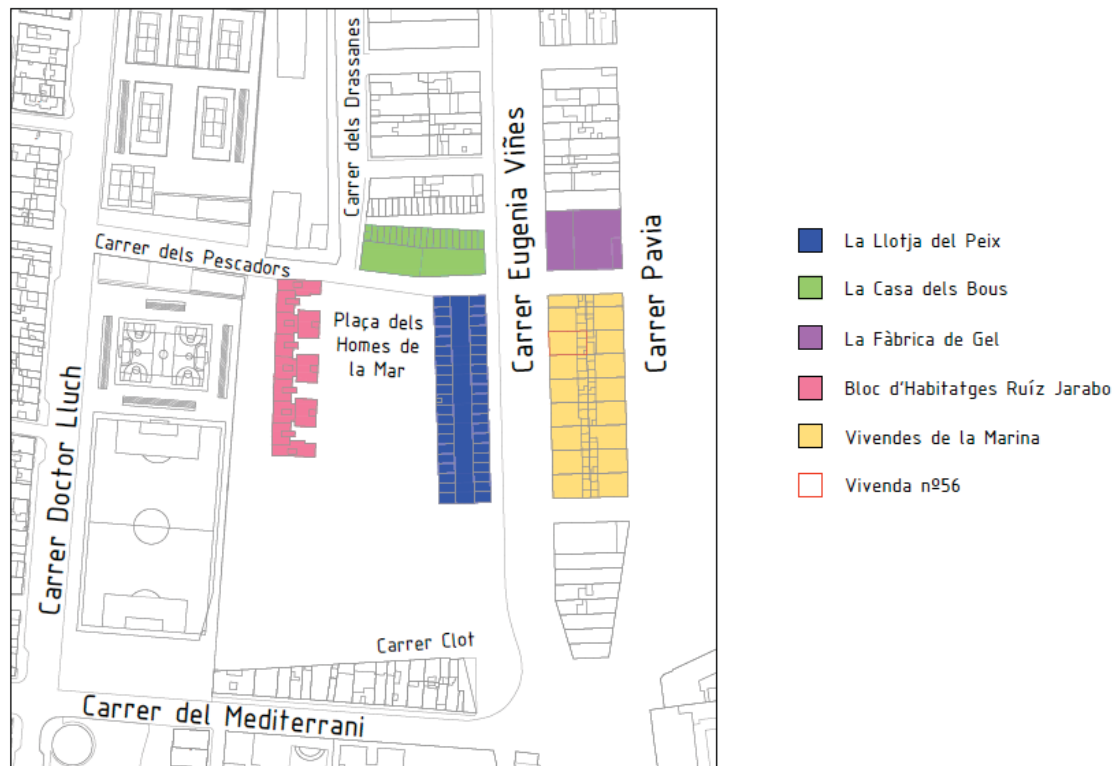 Carrer dels Drassanes
Carrer Eugenia Viñes
Carrer Pavia
Carrer dels Pescadors
Plaça dels
Homes de
la Mar
Carrer Doctor Lluch
Carrer Clot
Carrer del Mediterrani
La Llotja del Peix
La Casa dels Bous
La Fàbrica de Gel
Bloc d'Habitatges Ruíz Jarabo
Vivendes de la Marina
Vivenda nº56